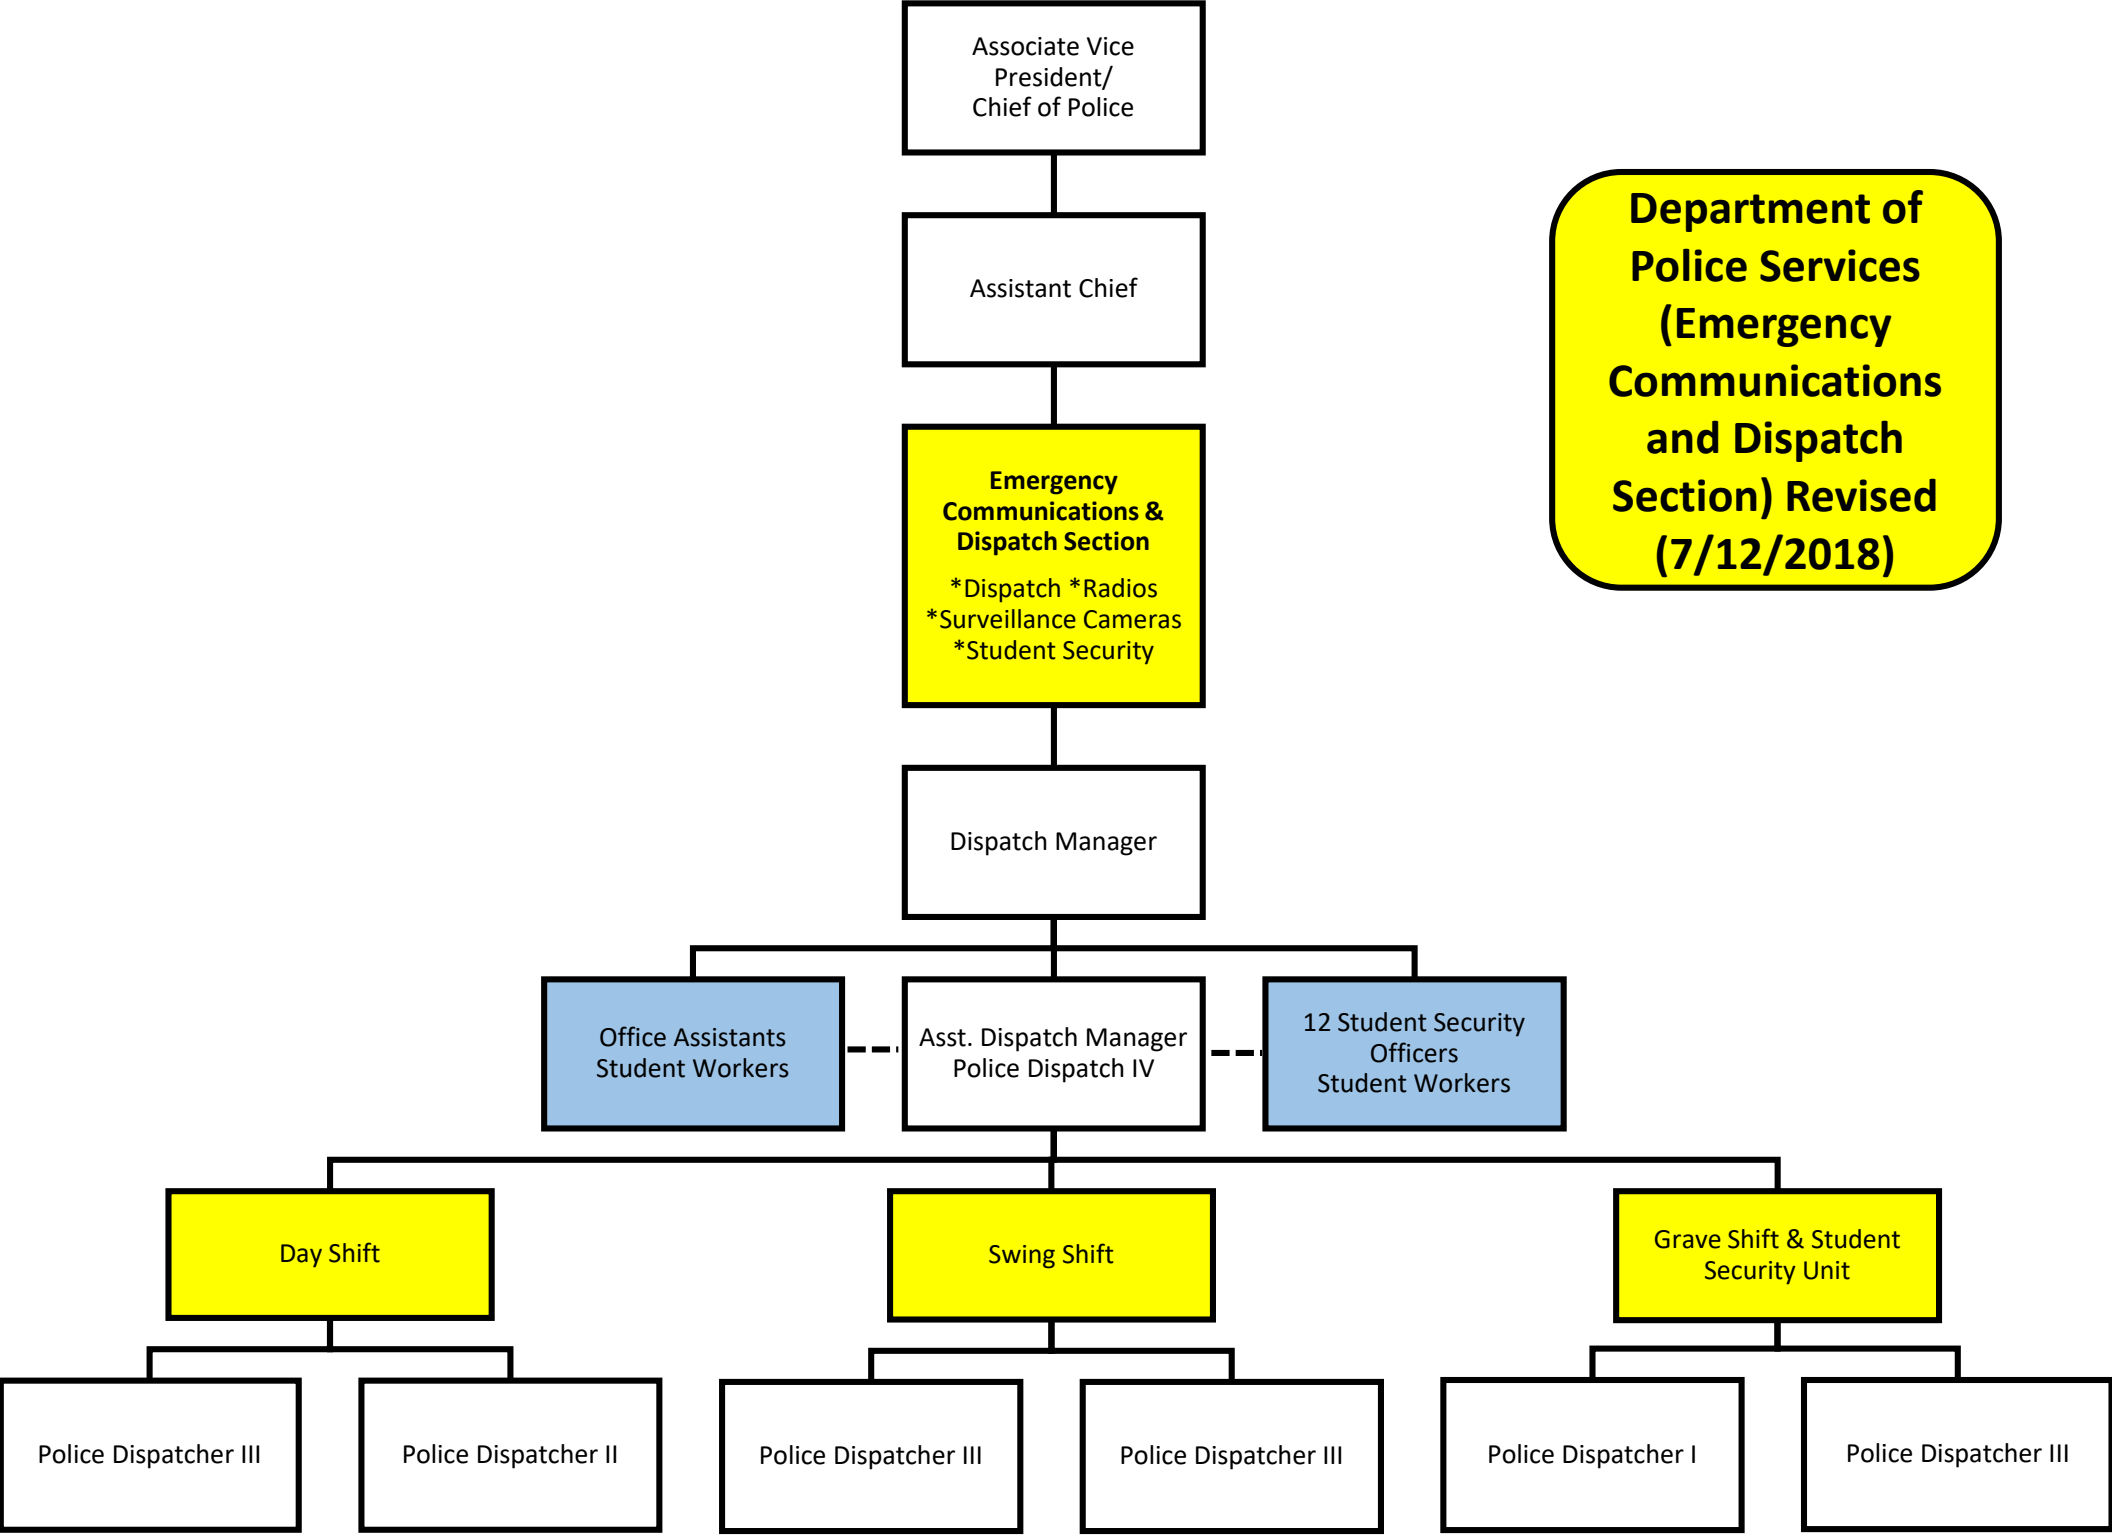 Associate Vice
President/
Chief of Police
Department of
Police Services
(Emergency
Communications
and Dispatch
Section) Revised
(7/12/2018)
Assistant Chief
Emergency
Communications &
Dispatch Section
*Dispatch *Radios
*Surveillance Cameras
*Student Security
Dispatch Manager
Office Assistants
Student Workers
Asst. Dispatch Manager
Police Dispatch IV
12 Student Security
Officers
Student Workers
Day Shift
Swing Shift
Grave Shift & Student
Security Unit
Police Dispatcher III
Police Dispatcher II
Police Dispatcher III
Police Dispatcher III
Police Dispatcher I
Police Dispatcher III